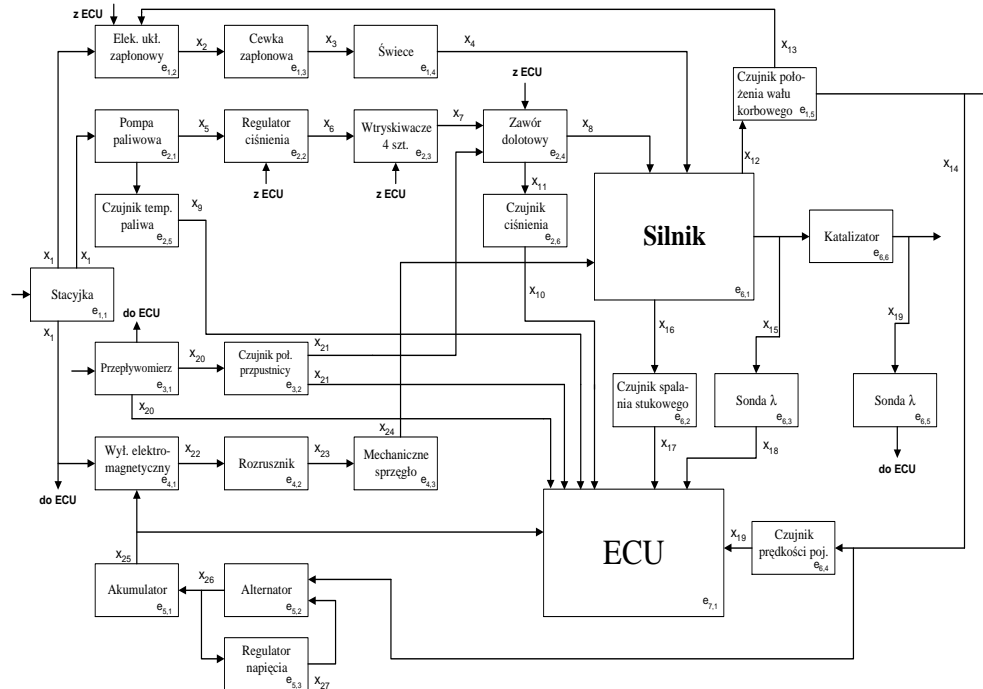 z ECU
Elek. ukł.
zapłonowy
e1,2
x2
Cewka
zapłonowa
e1,3
x3
Świece
e1,4
x4
x13
Czujnik poło-
żenia wału
korbowego
e1,5
z ECU
Pompa
paliwowa
e2,1
x5
Regulator
ciśnienia
e2,2
x6
Wtryskiwacze
4 szt.
e2,3
x7
Zawór
dolotowy
e2,4
x8
x12
x14
z ECU
z ECU
x11
Czujnik temp.
paliwa
e2,5
x9
Czujnik
ciśnienia
e2,6
Silnik
e6,1
Katalizator
e6,6
x1
x1
Stacyjka
e1,1
x1
x10
x16
x15
x19
do ECU
Przepływomierz
e3,1
x20
Czujnik poł.
przpustnicy
e3,2
x21
x21
x20
Czujnik spala-
nia stukowego
e6,2
Sonda λ
e6,3
Sonda λ
e6,5
x24
x17
x18
do ECU
Wył. elektro-
magnetyczny
e4,1
x22
Rozrusznik
e4,2
x23
Mechaniczne
sprzęgło
e4,3
do ECU
ECU
e7,1
x19
Czujnik
prędkości poj.
e6,4
x25
Akumulator
e5,1
x26
Alternator
e5,2
Regulator
napięcia
e5,3
x27